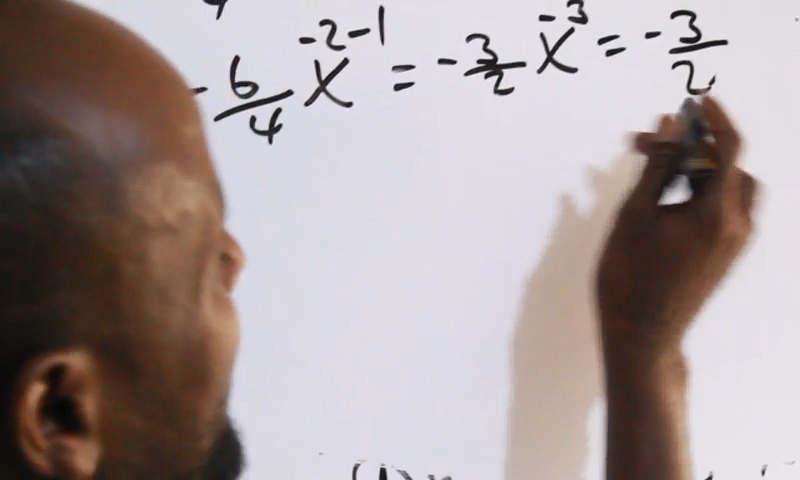 -6/4 x^{-2-1} = -3/2 x^{-3} = -3/2